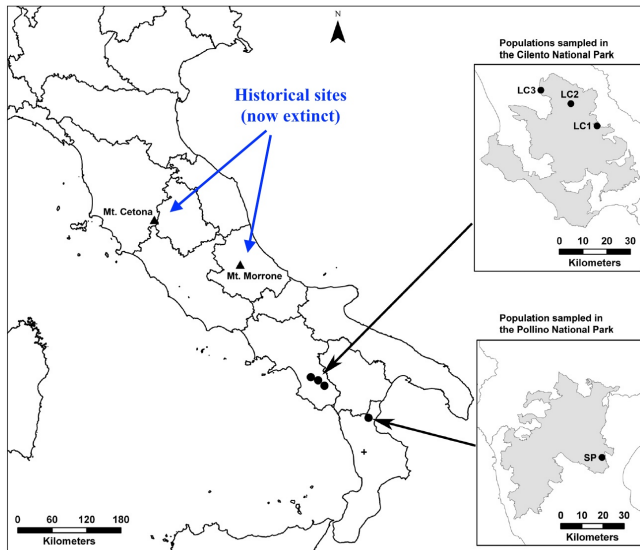 N
Historical sites
(now extinct)
Mt. Cetona
Mt. Morrone
0 60 120 180
Kilometers
Populations sampled in
the Cilento National Park
LC3
LC2
LC1
0 10 20 30
Kilometers
Population sampled in
the Pollino National Park
SP
0 10 20 30
Kilometers